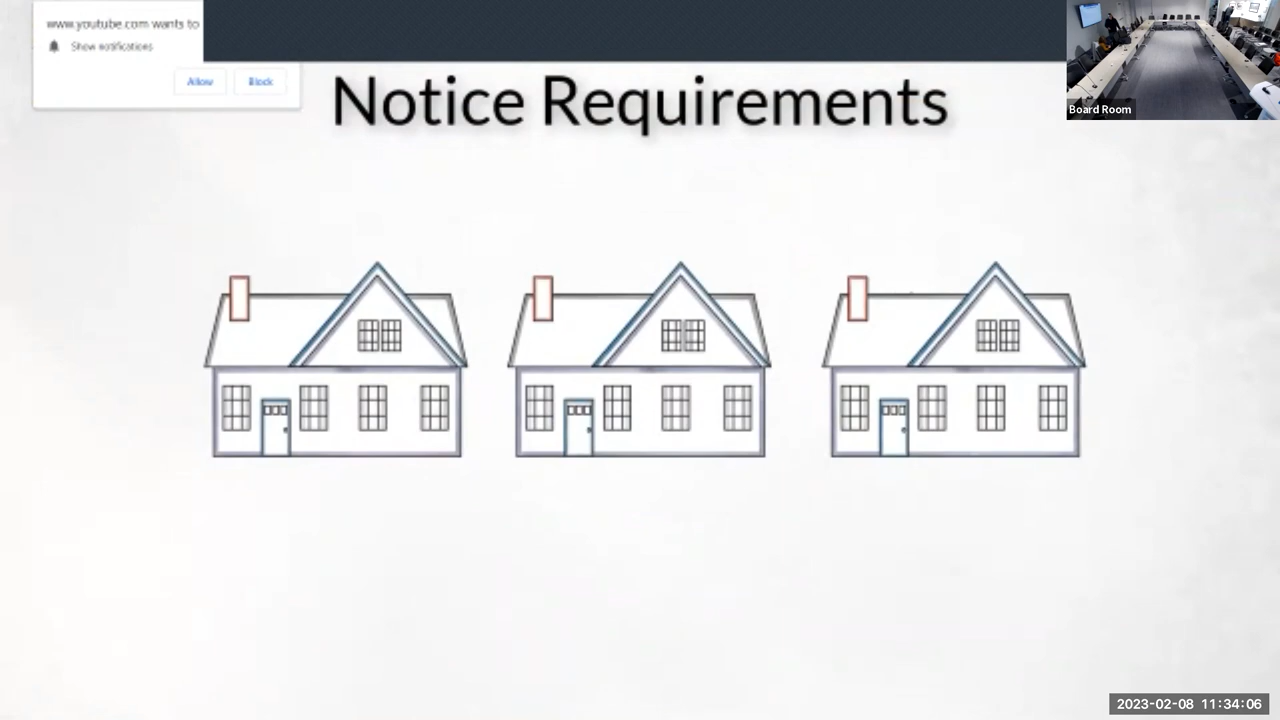 www.youtube.com wants to
Show notifications
Allow Block
Notice Requirements
Board Room
2023-02-08 11:34:06